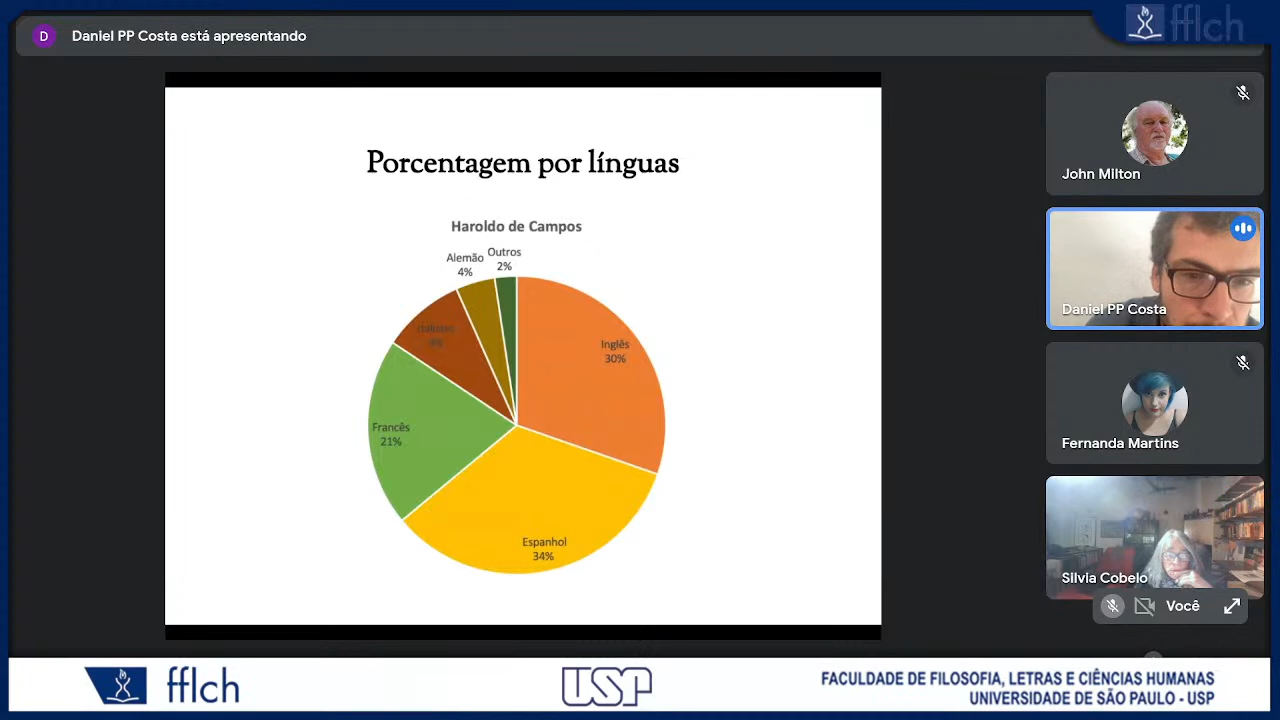 D
Daniel PP Costa está apresentando
fflch
Porcentagem por línguas
Haroldo de Campos
Alemão
4%
Outros
2%
Inglês
30%
Francês
21%
Espanhol
34%
John Milton
Daniel PP Costa
Fernanda Martins
Silvia Cobelo
Você
fflch
USP
FACULDADE DE FILOSOFIA, LETRAS E CIÊNCIAS HUMANAS
UNIVERSIDADE DE SÃO PAULO - USP